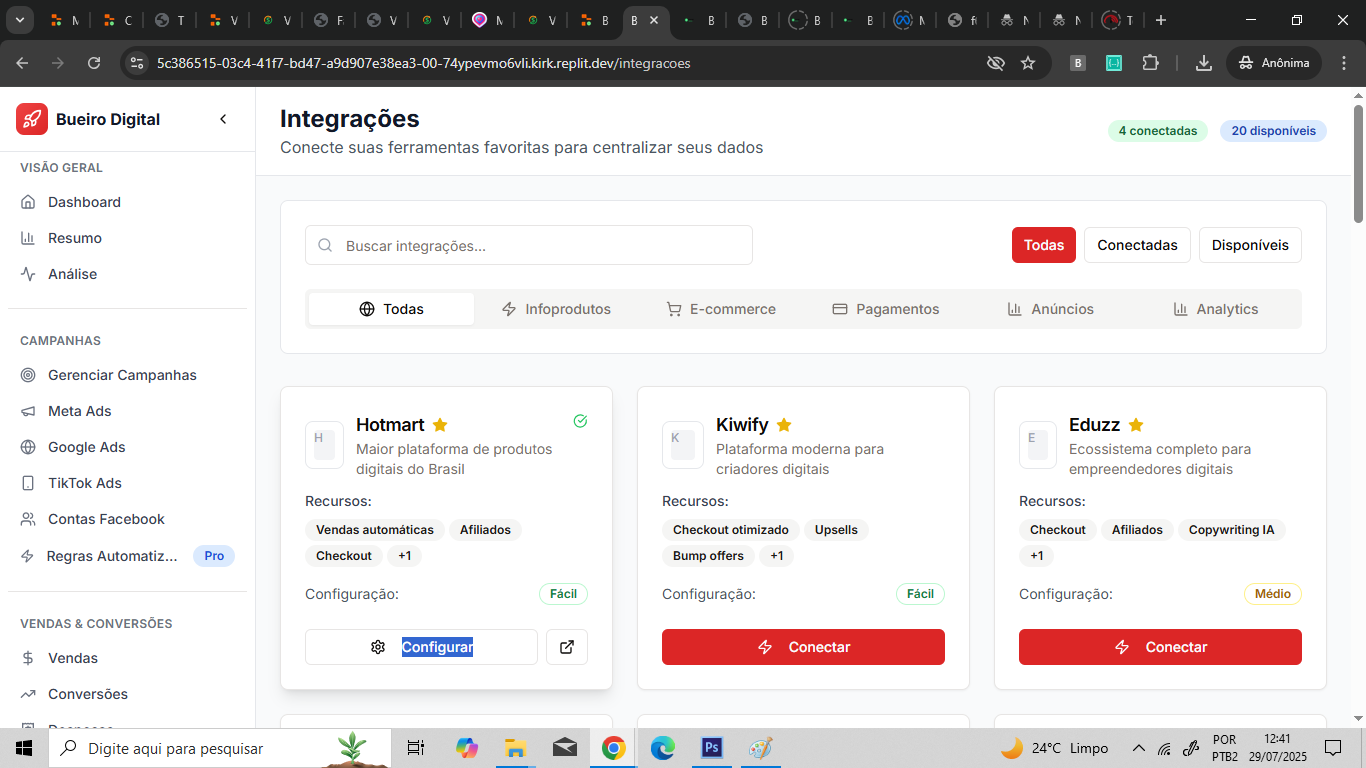 M
C
T
V
V
F
V
V
M
V
B
B
B
B
B
B
M
fi
N
N
T
5c386515-03c4-41f7-bd47-a9d907e38ea3-00-74ypevmo6vli.kirk.replit.dev/integracoes
B
Anônima
Bueiro Digital
VISÃO GERAL
Dashboard
Resumo
Análise
CAMPANHAS
Gerenciar Campanhas
Meta Ads
Google Ads
TikTok Ads
Contas Facebook
Regras Automatiz... Pro
VENDAS & CONVERSÕES
Vendas
Conversões
Integrações
Conecte suas ferramentas favoritas para centralizar seus dados
4 conectadas 20 disponíveis
Buscar integrações...
Todas Conectadas Disponíveis
Todas Infoprodutos E-commerce Pagamentos Anúncios Analytics
H
Hotmart
Maior plataforma de produtos
digitais do Brasil
Recursos:
Vendas automáticas Afiliados
Checkout +1
Configuração: Fácil
Configurar
K
Kiwify
Plataforma moderna para
criadores digitais
Recursos:
Checkout otimizado Upsells
Bump offers +1
Configuração: Fácil
Conectar
E
Eduzz
Ecossistema completo para
empreendedores digitais
Recursos:
Checkout Afiliados Copywriting IA
+1
Configuração: Médio
Conectar
Digite aqui para pesquisar
Ps
24°C Limpo
POR
PTB2
12:41
29/07/2025